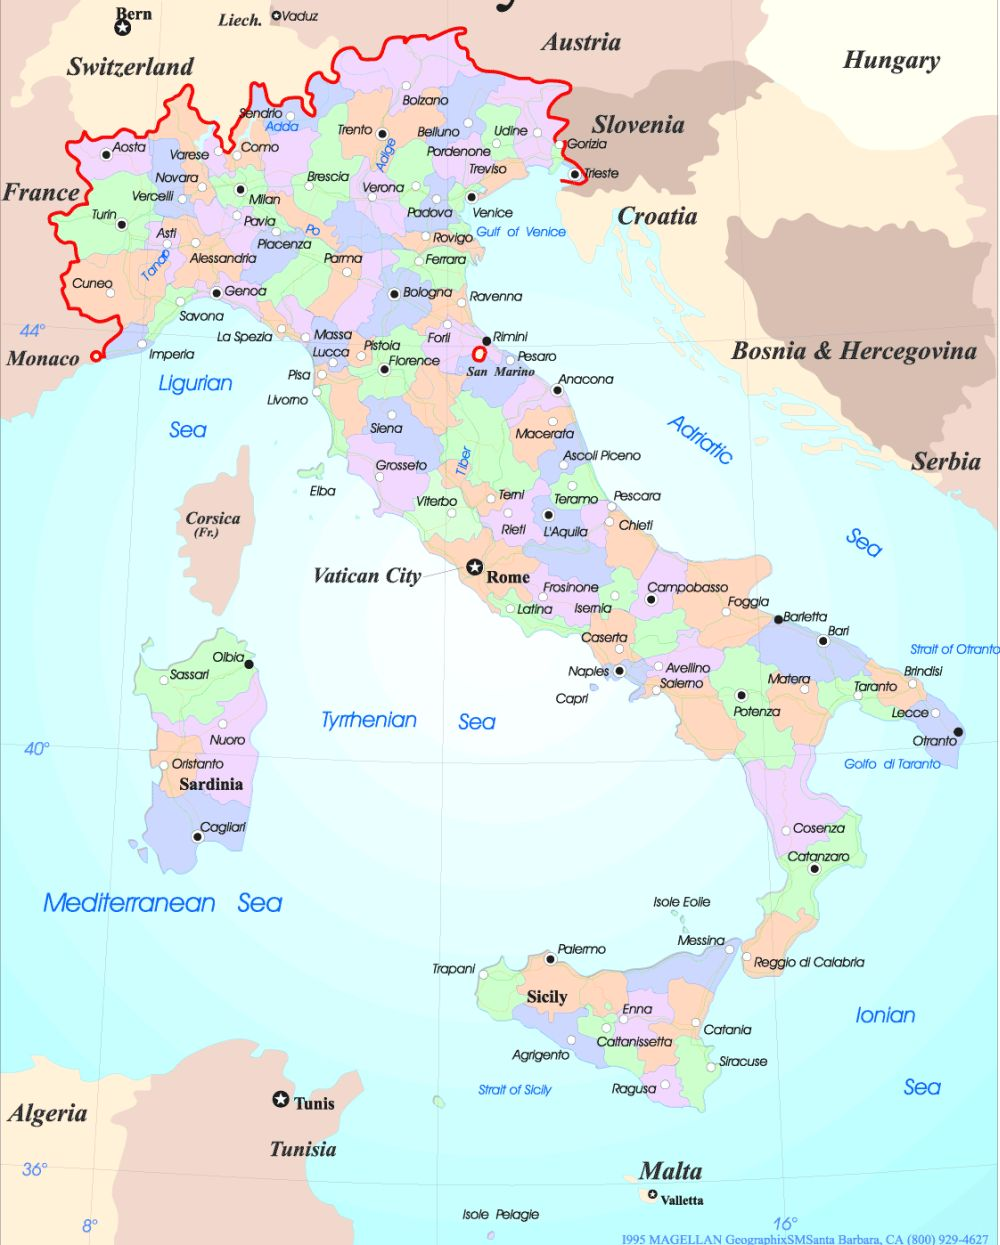 Bern
Liech.
Vaduz
Austria
Hungary
Switzerland
Bolzano
Sendrio
Adda
Trento
Belluno
Udine
Slovenia
Gorizia
Aosta
Varese
Como
Adige
Pordenone
Treviso
Trieste
France
Novara
Brescia
Verona
Vercelli
Milan
Padova
Venice
Croatia
Turin
Pavia
Po
Gulf of Venice
Asti
Piacenza
Rovigo
Tanap
Alessandria
Parma
Ferrara
Cuneo
Genoa
Bologna
Ravenna
Savona
44°
La Spezia
Massa
Forli
Rimini
Monaco
Imperia
Lucca
Pistola
Florence
San Marino
Pesaro
Bosnia & Hercegovina
Ligurian
Pisa
Anacona
Livorno
Sea
Siena
Macerata
Adriatic
Serbia
Grosseto
Tiber
Ascoli Piceno
Elba
Viterbo
Terni
Teramo
Pescara
Corsica
(Fr.)
Rieti
L'Aquila
Chieti
Sea
Vatican City
Rome
Frosinone
Campobasso
Latina
Isernia
Foggia
Barletta
Bari
Caserta
Strait of Otranto
Olbia
Sassari
Naples
Avellino
Salerno
Matera
Brindisi
Capri
Taranto
Potenza
Lecce
Tyrrhenian Sea
Nuoro
Otranto
40°
Oristanto
Golfo di Taranto
Sardinia
Cagliari
Cosenza
Catanzaro
Mediterranean Sea
Isole Eolie
Messina
Palermo
Reggio di Calabria
Trapani
Sicily
Enna
Ionian
Catania
Caltanissetta
Agrigento
Siracuse
Strait of Sicily
Ragusa
Sea
Algeria
Tunis
Tunisia
36°
Malta
Valletta
8°
Isole Pelagie
16°
1995 MAGELLAN GeographixSMSanta Barbara, CA (800) 929-4627